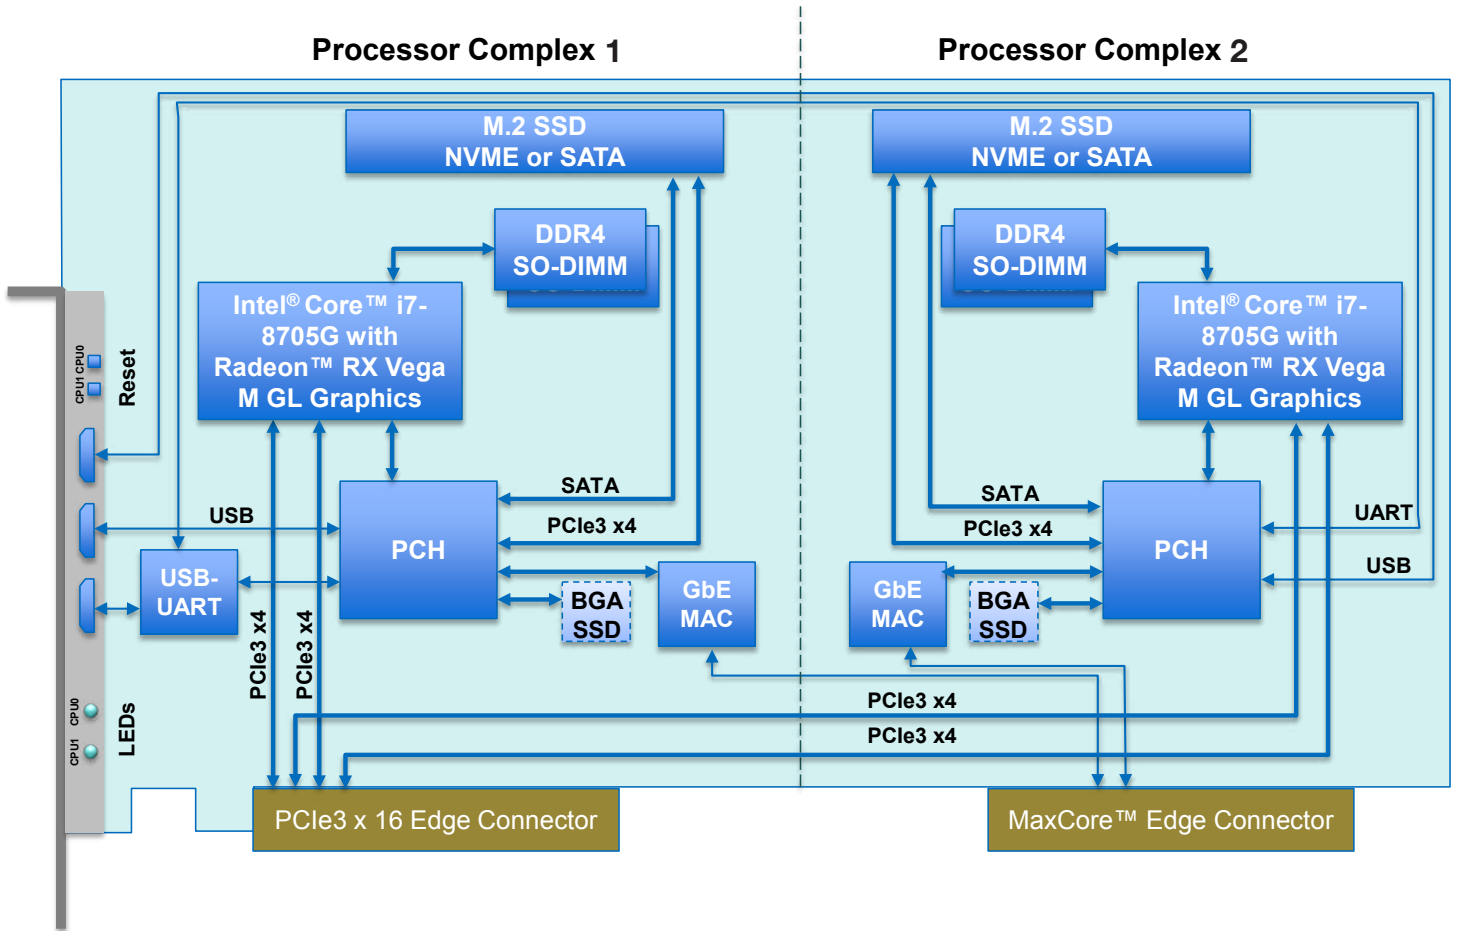 Processor Complex 1
Processor Complex 2
M.2 SSD
NVME or SATA
M.2 SSD
NVME or SATA
DDR4
SO-DIMM
DDR4
SO-DIMM
Intel® Core™ i7-
8705G with
Radeon™ RX Vega
M GL Graphics
Intel® Core™ i7-
8705G with
Radeon™ RX Vega
M GL Graphics
CPU1 CPU0
Reset
SATA
SATA
USB
PCIe3 x4
PCIe3 x4
UART
PCH
PCH
USB
USB-
UART
GbE
MAC
GbE
MAC
BGA
SSD
BGA
SSD
PCIe3 x4
PCIe3 x4
CPU1
CPU0
LEDs
PCIe3 x4
PCIe3 x4
PCIe3 x 16 Edge Connector
MaxCore™ Edge Connector